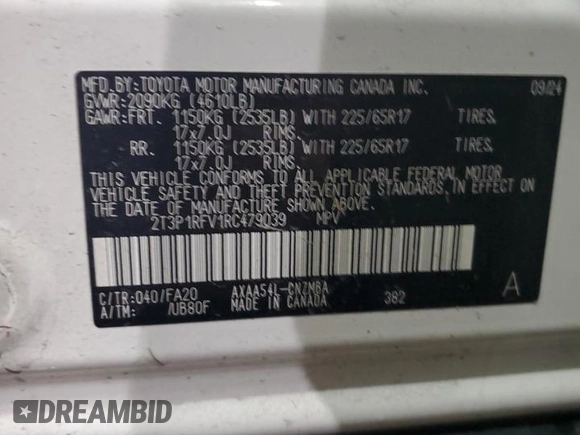 MFD.BY:TOYOTA MOTOR MANUFACTURING CANADA INC. 09/24
GVWR:2090KG (4610LB)
GAWR:FRT. 1150KG (2535LB) WITH 225/65R17 TIRES.
17x7.0J RIMS.
RR. 1150KG (2535LB) WITH 225/65R17 TIRES.
17x7.0J RIMS.
THIS VEHICLE CONFORMS TO ALL APPLICABLE FEDERAL MOTOR
VEHICLE SAFETY AND THEFT PREVENTION STANDARDS IN EFFECT
ON THE DATE OF MANUFACTURE SHOWN ABOVE.
2T3P1RFV1RC479039 MPV
C/TR:040/FA20 AXAA54L-CNZMBA 382 A
A/TM: /UB80F MADE IN CANADA
DREAMBID